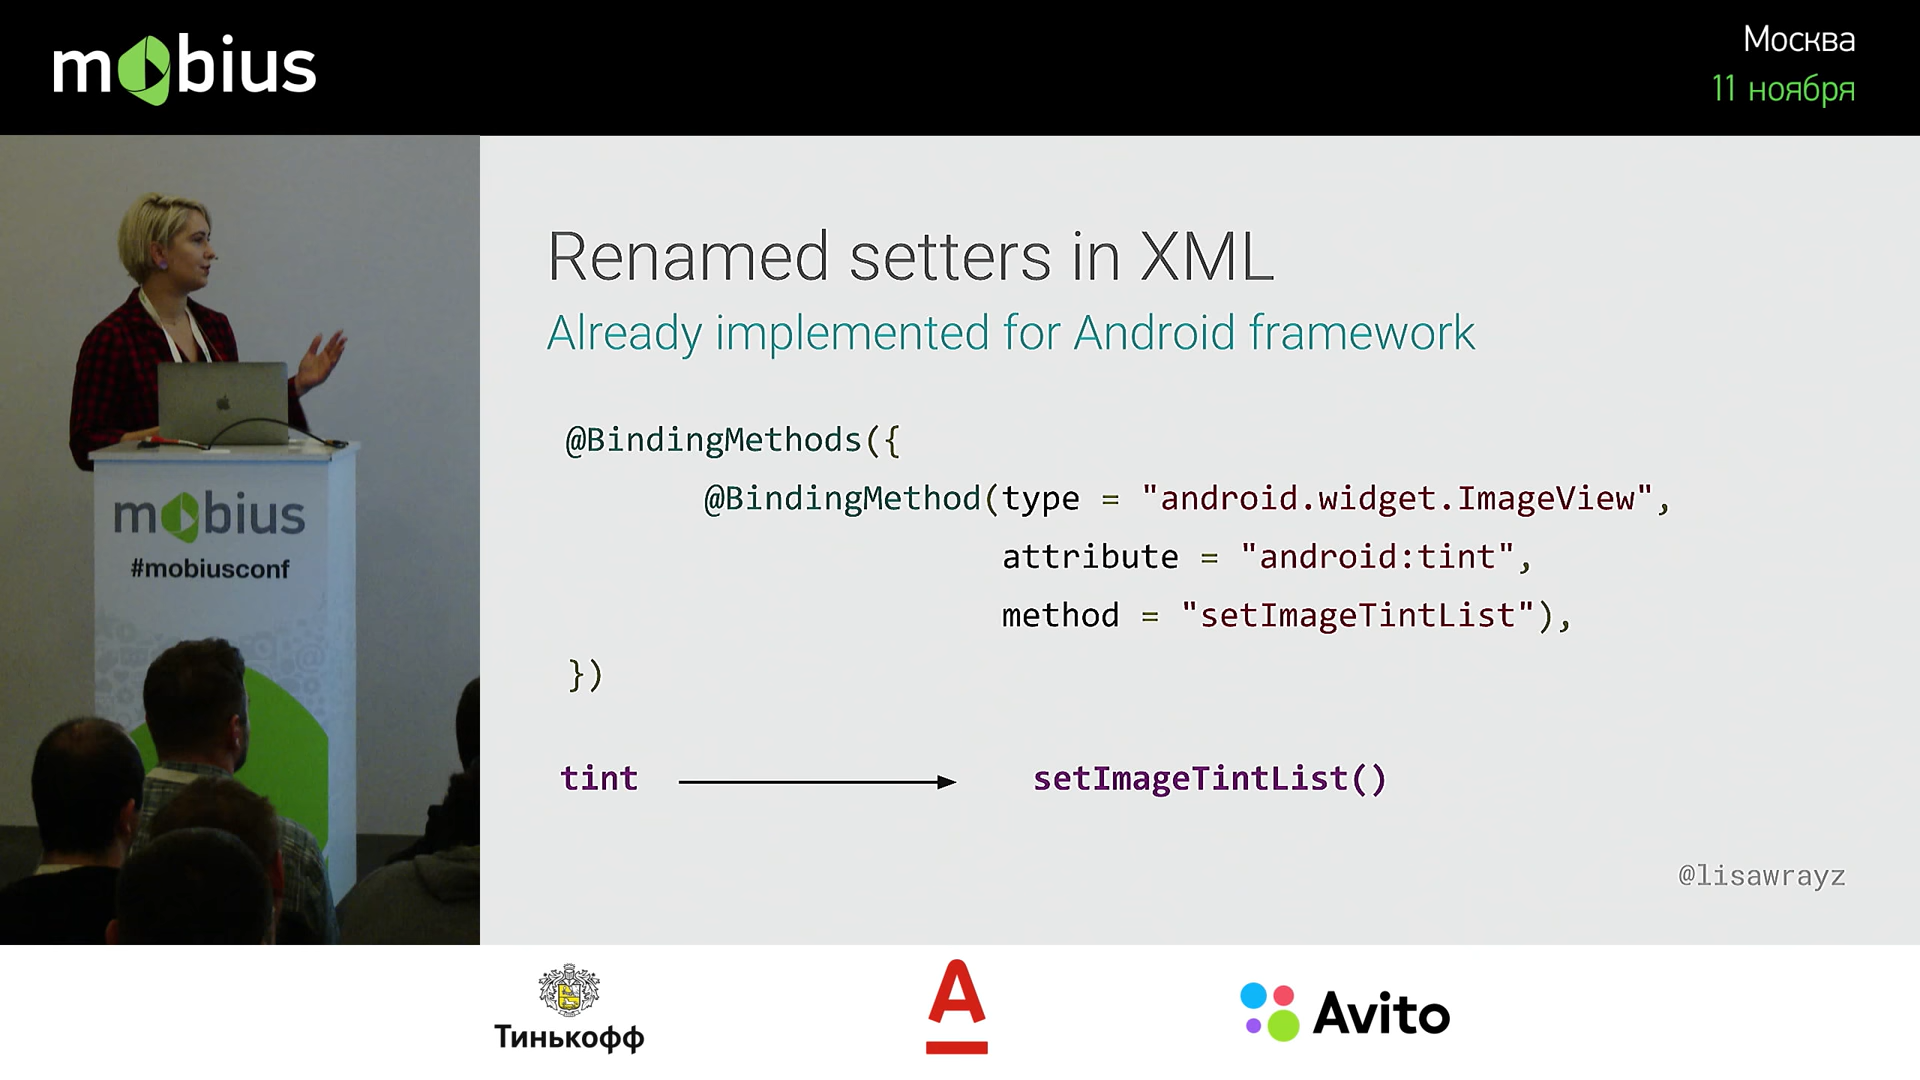 mobius
Москва
11 ноября
Renamed setters in XML
Already implemented for Android framework
@BindingMethods({
@BindingMethod(type = "android.widget.ImageView",
attribute = "android:tint",
method = "setImageTintList"),
})
tint
setImageTintList()
@lisawrayz
mobius
#mobiusconf
Тинькофф
А
Avito